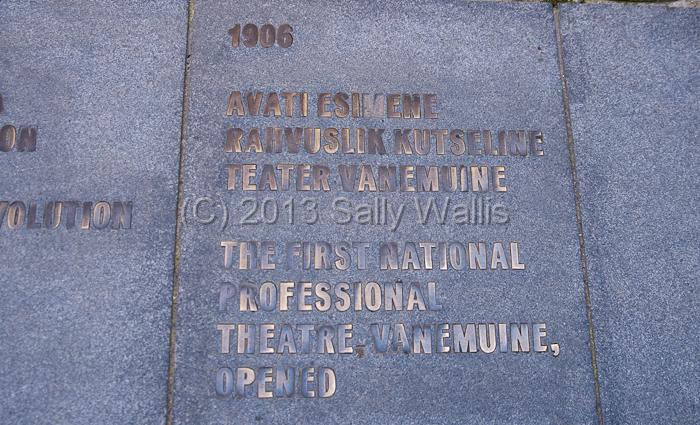 ON
VOLUTION
1906
AVATI ESIMENE
RAHVUSLIK KUTSELINE
TEATER VANEMUINE
(C) 2013 Sally Wallis
THE FIRST NATIONAL
PROFESSIONAL
THEATRE, VANEMUINE,
OPENED